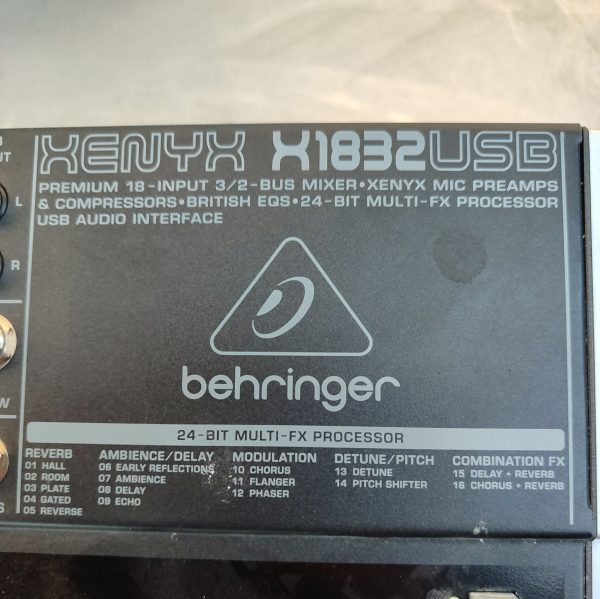 XENYX X1832USB
PREMIUM 18-INPUT 3/2-BUS MIXER•XENYX MIC PREAMPS
& COMPRESSORS•BRITISH EQS•24-BIT MULTI-FX PROCESSOR
USB AUDIO INTERFACE
L
R
behringer
24-BIT MULTI-FX PROCESSOR
REVERB
01 HALL
02 ROOM
03 PLATE
04 GATED
05 REVERSE
AMBIENCE/DELAY
06 EARLY REFLECTIONS
07 AMBIENCE
08 DELAY
09 ECHO
MODULATION
10 CHORUS
11 FLANGER
12 PHASER
DETUNE/PITCH
13 DETUNE
14 PITCH SHIFTER
COMBINATION FX
15 DELAY + REVERB
16 CHORUS + REVERB